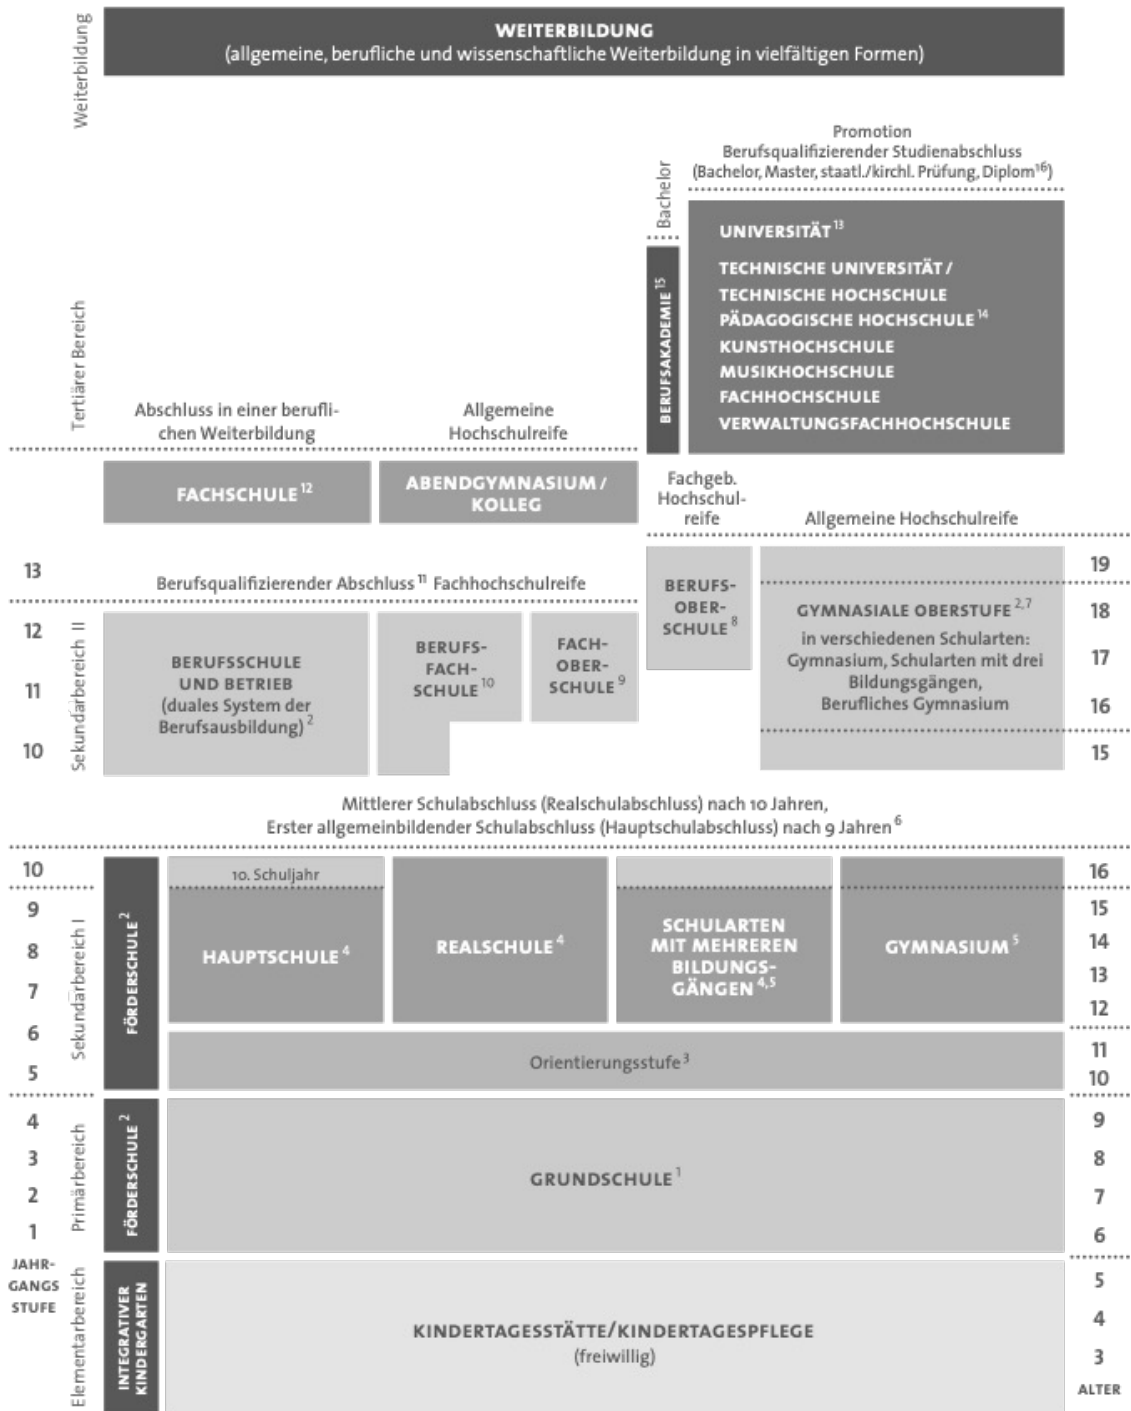 Weiterbildung
WEITERBILDUNG
(allgemeine, berufliche und wissenschaftliche Weiterbildung in vielfältigen Formen)
Tertiärer Bereich
Promotion
Berufsqualifizierender Studienabschluss
(Bachelor, Master, staatl./kirchl. Prüfung, Diplom¹⁶)
Bachelor
BERUFSAKADEMIE¹⁵
UNIVERSITÄT¹³
TECHNISCHE UNIVERSITÄT /
TECHNISCHE HOCHSCHULE
PÄDAGOGISCHE HOCHSCHULE¹⁴
KUNSTHOCHSCHULE
MUSIKHOCHSCHULE
FACHHOCHSCHULE
VERWALTUNGSFACHHOCHSCHULE
Abschluss in einer berufli-
chen Weiterbildung
Allgemeine
Hochschulreife
FACHSCHULE¹²
ABENDGYMNASIUM /
KOLLEG
Fachgeb.
Hochschul-
reife
Allgemeine Hochschulreife
13
Berufsqualifizierender Abschluss¹¹ Fachhochschulreife
12
11
10
Sekundarbereich II
BERUFSSCHULE
UND BETRIEB
(duales System der
Berufsausbildung)²
BERUFS-
FACH-
SCHULE¹⁰
FACH-
OBER-
SCHULE⁹
BERUFS-
OBER-
SCHULE⁸
GYMNASIALE OBERSTUFE²,⁷
in verschiedenen Schularten:
Gymnasium, Schularten mit drei
Bildungsgängen,
Berufliches Gymnasium
19
18
17
16
15
Mittlerer Schulabschluss (Realschulabschluss) nach 10 Jahren,
Erster allgemeinbildender Schulabschluss (Hauptschulabschluss) nach 9 Jahren⁶
10
9
8
7
6
5
Sekundarbereich I
FÖRDERSCHULE²
10. Schuljahr
HAUPTSCHULE⁴
REALSCHULE⁴
SCHULARTEN
MIT MEHREREN
BILDUNGS-
GÄNGEN⁴,⁵
GYMNASIUM⁵
Orientierungsstufe³
16
15
14
13
12
11
10
4
3
2
1
Primärbereich
FÖRDERSCHULE²
GRUNDSCHULE¹
9
8
7
6
JAHR-
GANGS
STUFE
Elementarbereich
INTEGRATIVER
KINDERGARTEN
KINDERTAGESSTÄTTE/KINDERTAGESPFLEGE
(freiwillig)
5
4
3
ALTER